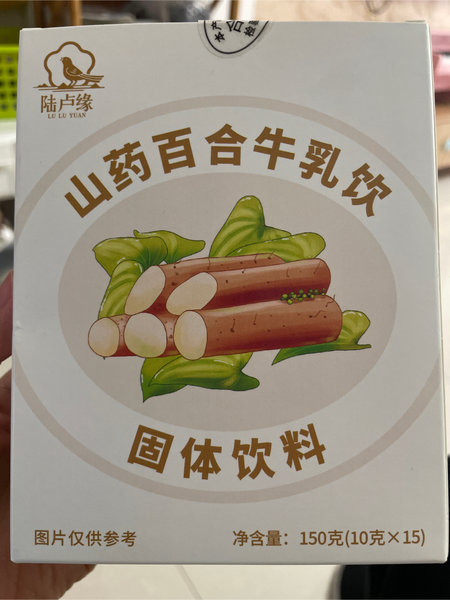 陆卢缘
LU LU YUAN
山药百合牛乳饮
固体饮料
图片仅供参考
净含量：150克(10克×15)